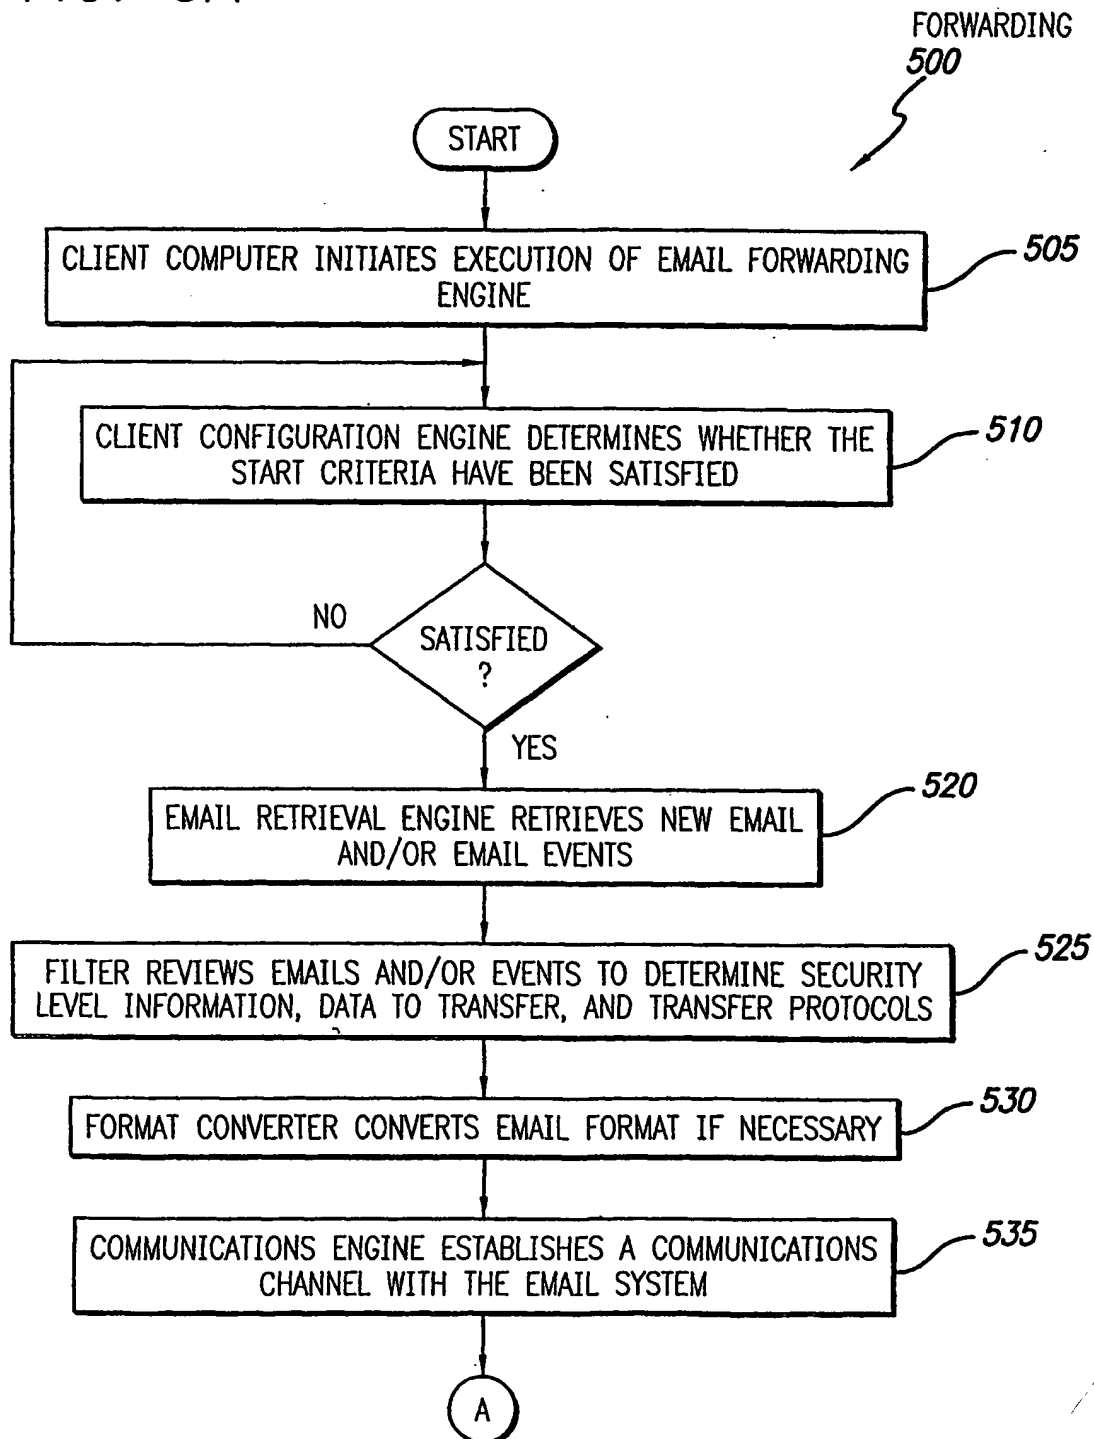 FORWARDING
500
START
CLIENT COMPUTER INITIATES EXECUTION OF EMAIL FORWARDING
ENGINE
505
CLIENT CONFIGURATION ENGINE DETERMINES WHETHER THE
START CRITERIA HAVE BEEN SATISFIED
510
NO
SATISFIED
?
YES
EMAIL RETRIEVAL ENGINE RETRIEVES NEW EMAIL
AND/OR EMAIL EVENTS
520
FILTER REVIEWS EMAILS AND/OR EVENTS TO DETERMINE SECURITY
LEVEL INFORMATION, DATA TO TRANSFER, AND TRANSFER PROTOCOLS
525
FORMAT CONVERTER CONVERTS EMAIL FORMAT IF NECESSARY
530
COMMUNICATIONS ENGINE ESTABLISHES A COMMUNICATIONS
CHANNEL WITH THE EMAIL SYSTEM
535
A